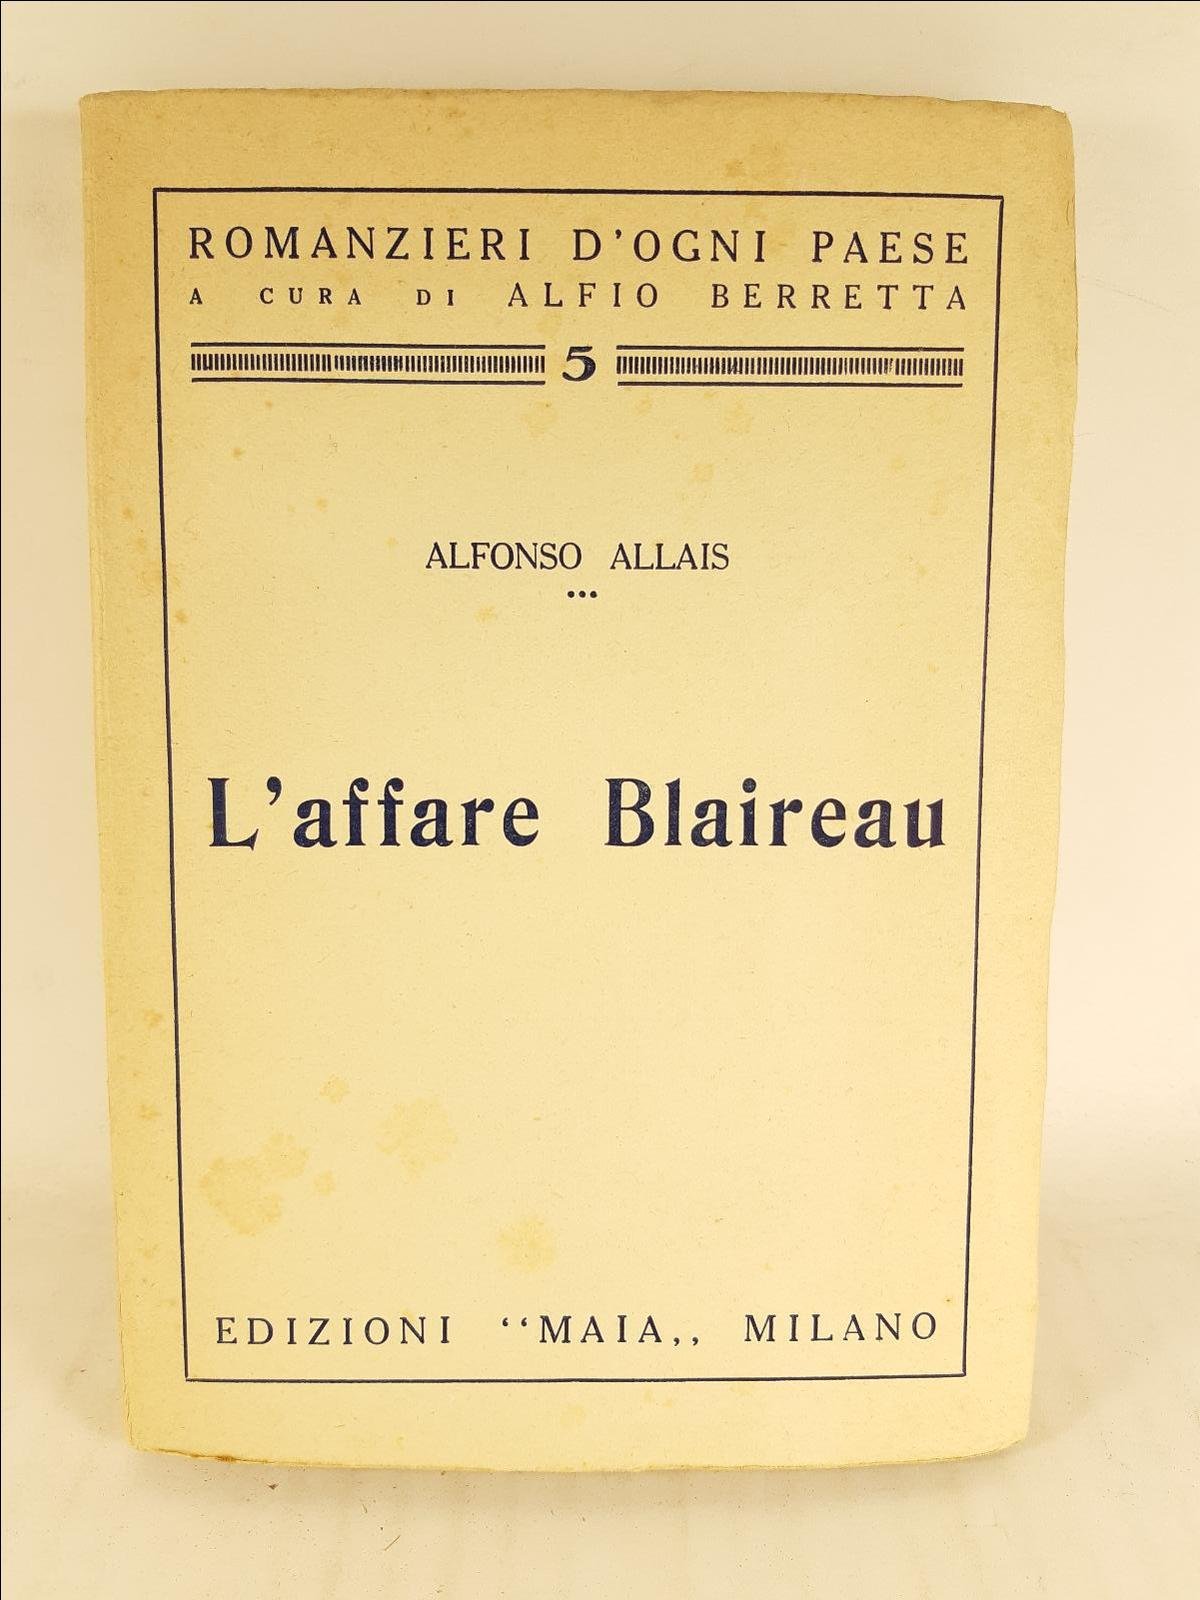 ROMANZIERI D'OGNI PAESE
A CURA DI ALFIO BERRETTA
5
ALFONSO ALLAIS
...
L'affare Blaireau
EDIZIONI “MAIA„ MILANO